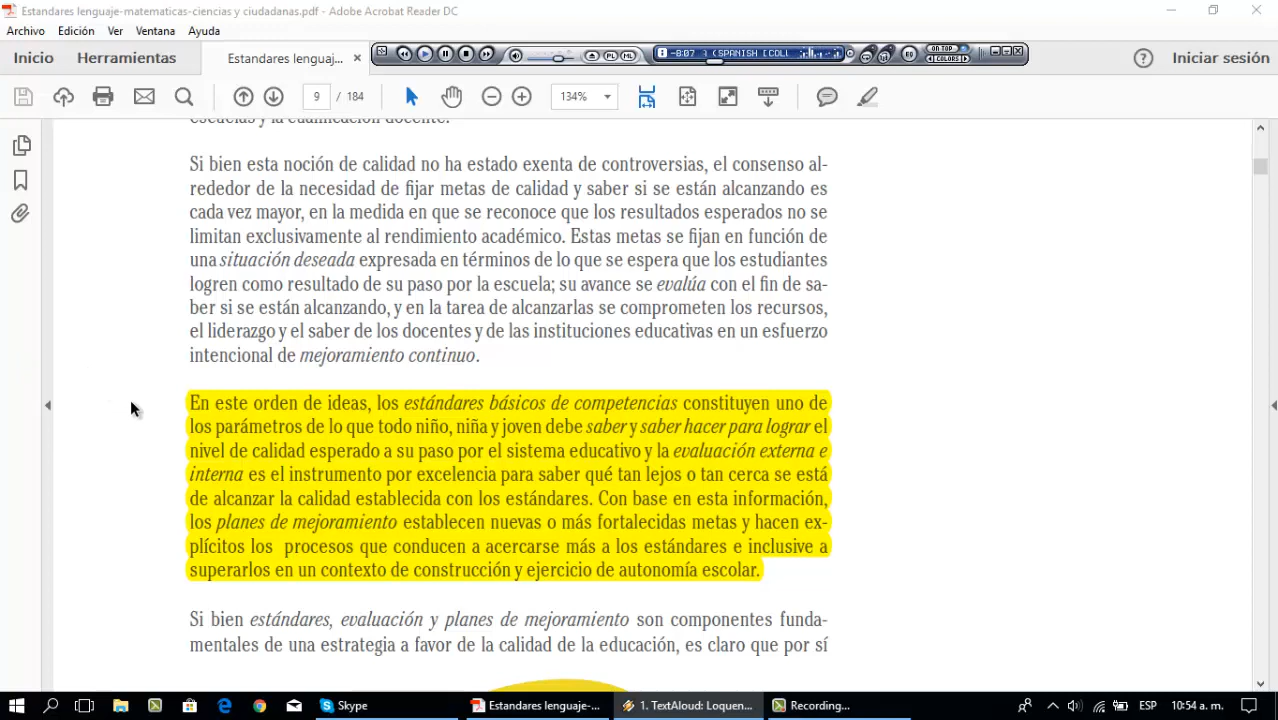 Estandares lenguaje-matematicas-ciencias y ciudadanas.pdf - Adobe Acrobat Reader DC
Archivo Edición Ver Ventana Ayuda
Inicio Herramientas Estandares lenguaj... × -8:07 ON TOP COLORS PL ML EQ Iniciar sesión
9 / 184 134%
escuelas y la cualificación docente.
Si bien esta noción de calidad no ha estado exenta de controversias, el consenso al-
rededor de la necesidad de fijar metas de calidad y saber si se están alcanzando es
cada vez mayor, en la medida en que se reconoce que los resultados esperados no se
limitan exclusivamente al rendimiento académico. Estas metas se fijan en función de
una situación deseada expresada en términos de lo que se espera que los estudiantes
logren como resultado de su paso por la escuela; su avance se evalúa con el fin de sa-
ber si se están alcanzando, y en la tarea de alcanzarlas se comprometen los recursos,
el liderazgo y el saber de los docentes y de las instituciones educativas en un esfuerzo
intencional de mejoramiento continuo.
En este orden de ideas, los estándares básicos de competencias constituyen uno de
los parámetros de lo que todo niño, niña y joven debe saber y saber hacer para lograr el
nivel de calidad esperado a su paso por el sistema educativo y la evaluación externa e
interna es el instrumento por excelencia para saber qué tan lejos o tan cerca se está
de alcanzar la calidad establecida con los estándares. Con base en esta información,
los planes de mejoramiento establecen nuevas o más fortalecidas metas y hacen ex-
plícitos los procesos que conducen a acercarse más a los estándares e inclusive a
superarlos en un contexto de construcción y ejercicio de autonomía escolar.
Si bien estándares, evaluación y planes de mejoramiento son componentes funda-
mentales de una estrategia a favor de la calidad de la educación, es claro que por sí
Skype Estandares lenguaje-... 1. TextAloud: Loquen... Recording... ESP 10:54 a. m.